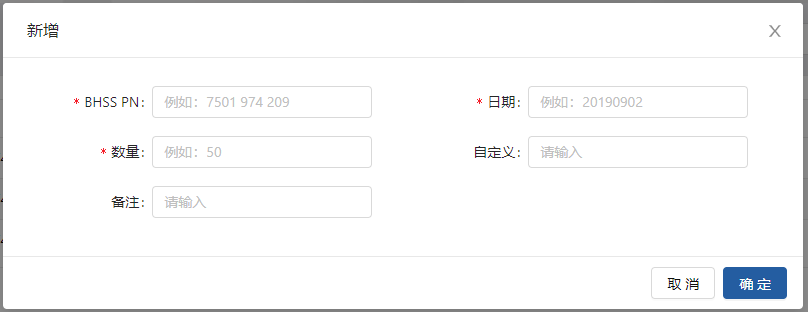 新增
* BHSS PN: 例如：7501 974 209
* 日期: 例如：20190902
* 数量: 例如：50
自定义: 请输入
备注: 请输入
取 消
确 定